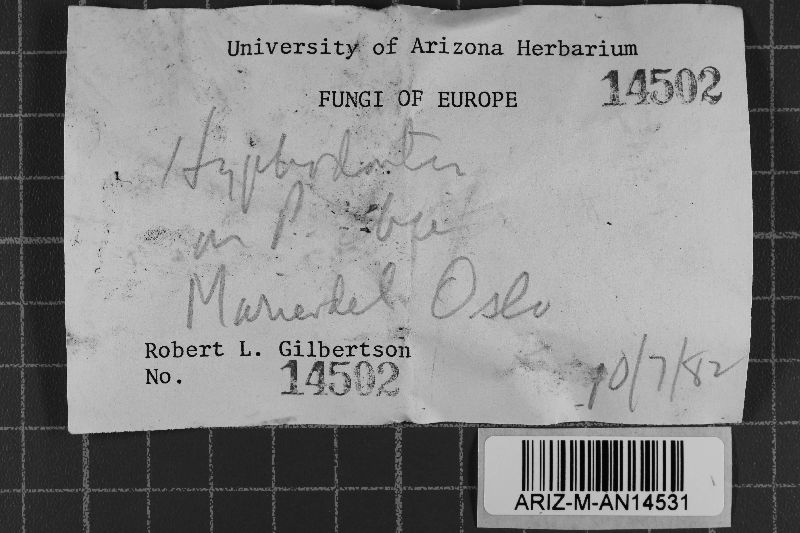 University of Arizona Herbarium
14502
FUNGI OF EUROPE
Hyphodontia
on P. abies
Oslo
Robert L. Gilbertson
No. 14502
10/7/82
ARIZ-M-AN14531